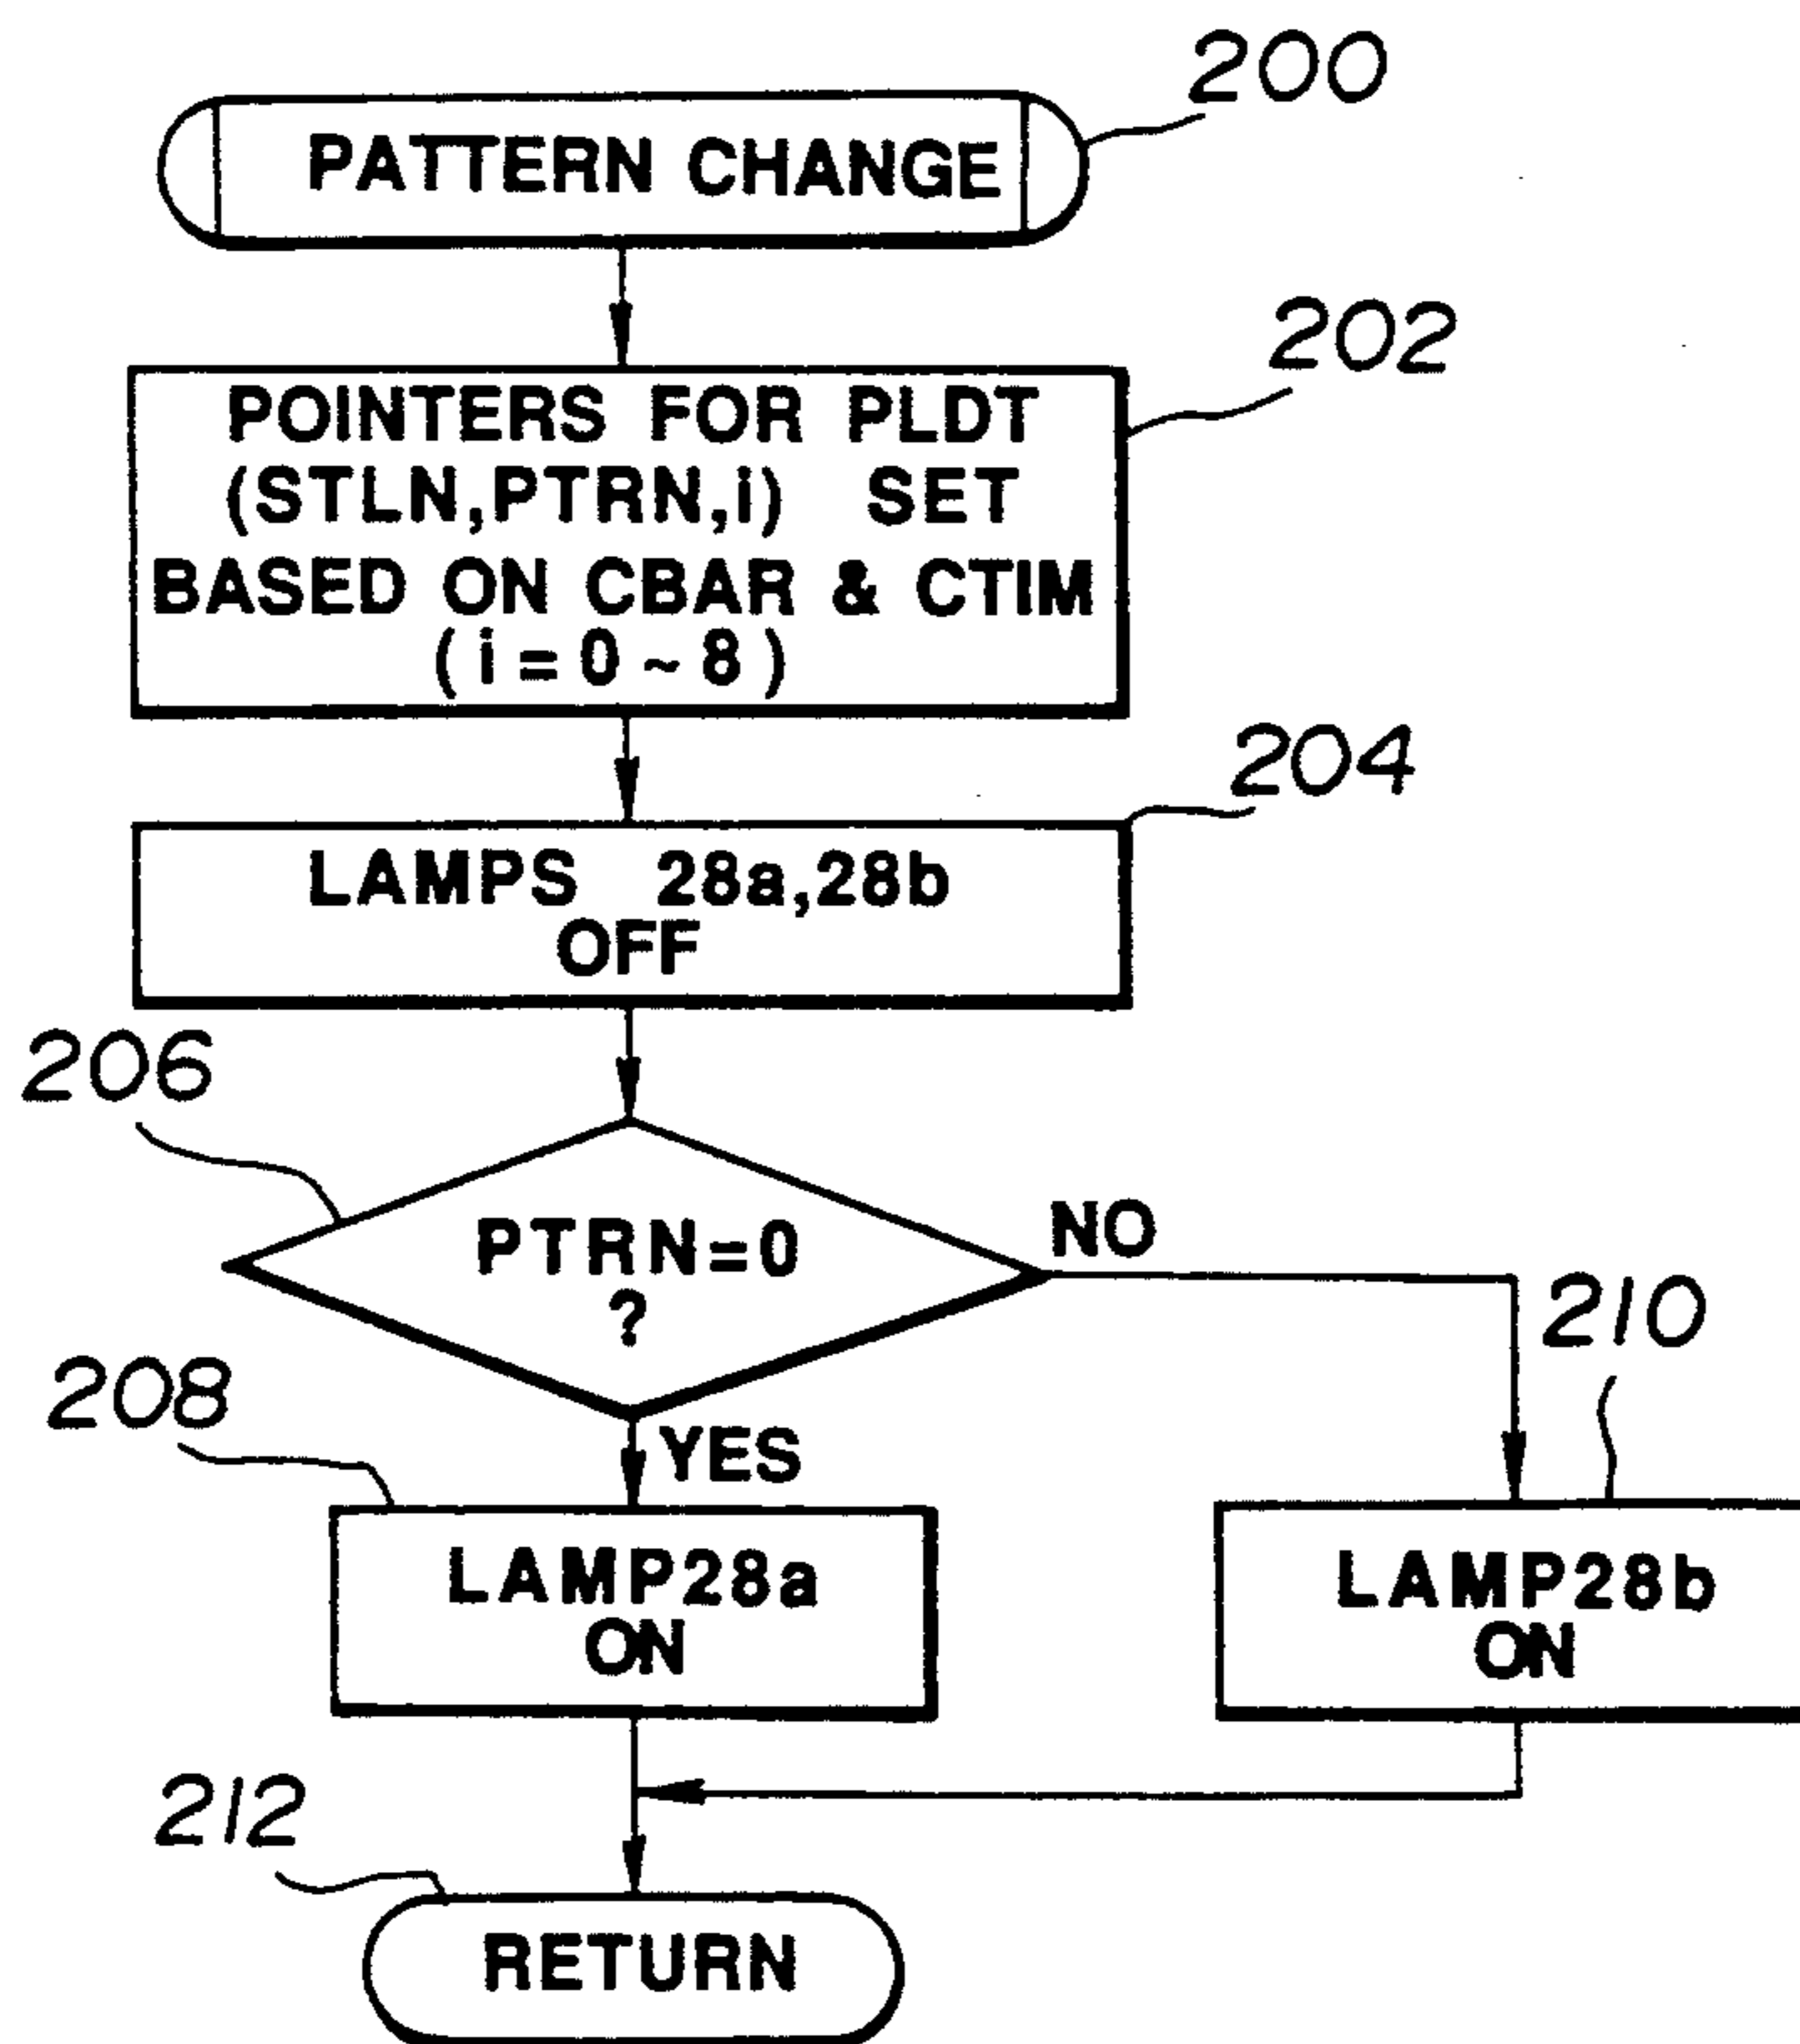 200
PATTERN CHANGE
202
POINTERS FOR PLDT
(STLN,PTRN,i) SET
BASED ON CBAR & CTIM
(i=0~8)
204
LAMPS 28a,28b
OFF
206
PTRN=0
?
NO
YES
208
LAMP28a
ON
210
LAMP28b
ON
212
RETURN